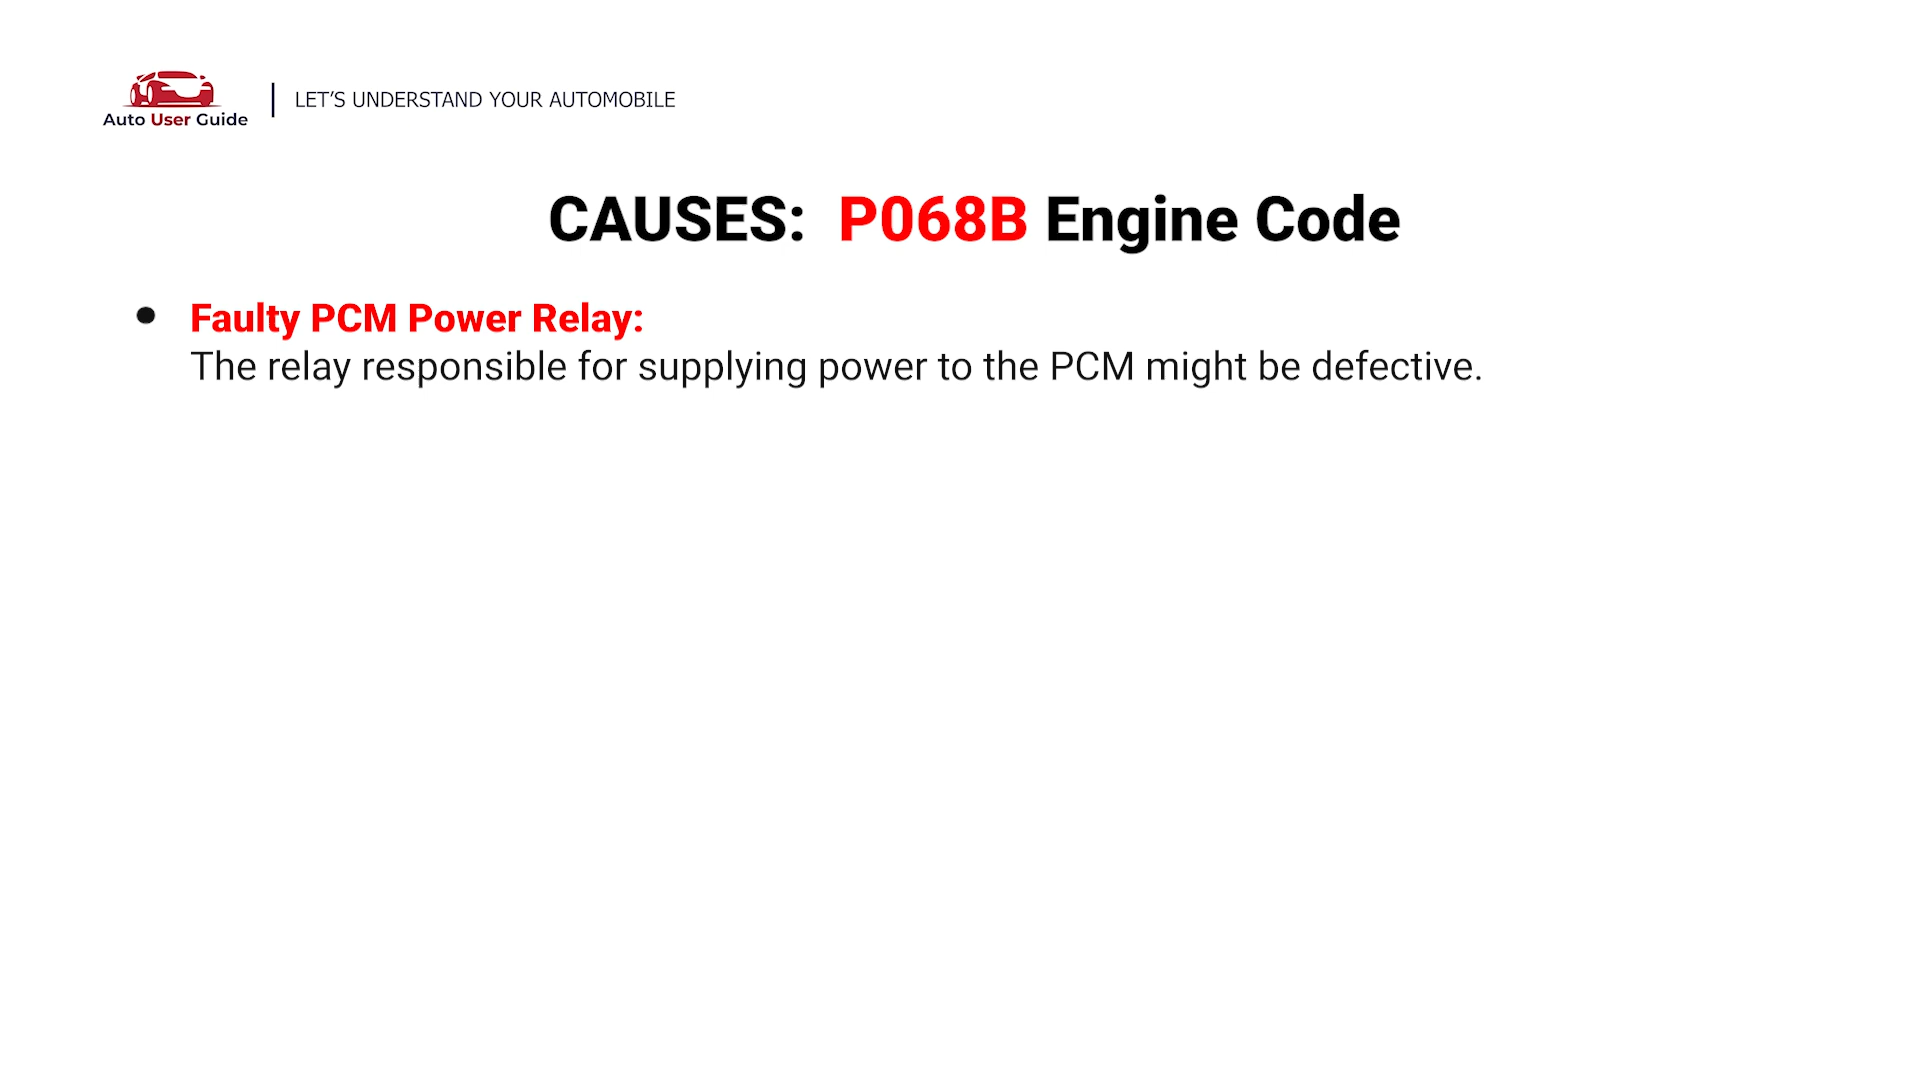 Auto User Guide
LET'S UNDERSTAND YOUR AUTOMOBILE
CAUSES: P068B Engine Code
● Faulty PCM Power Relay:
The relay responsible for supplying power to the PCM might be defective.